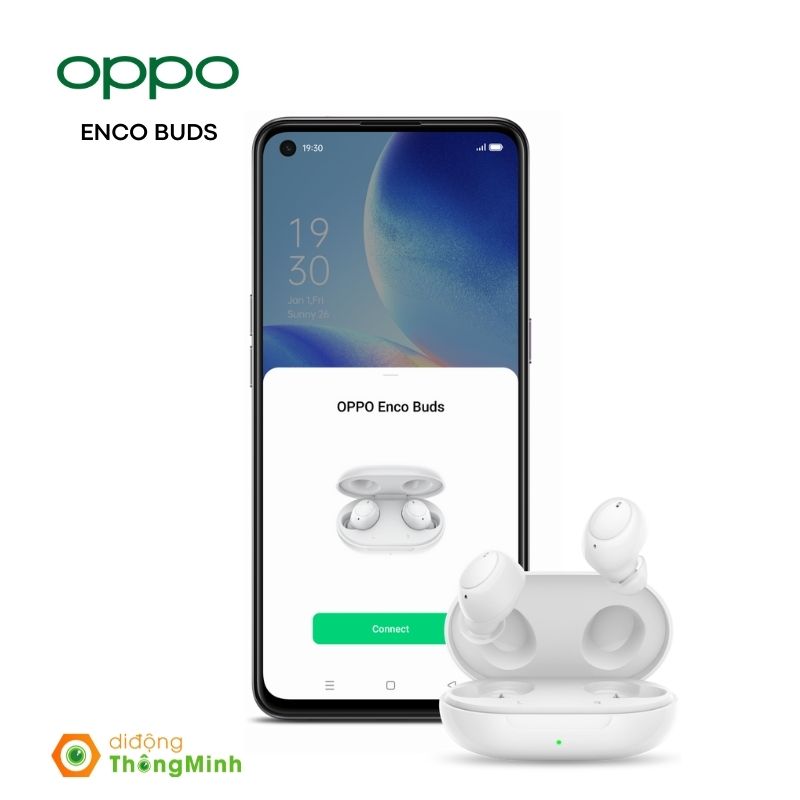 oppo
ENCO BUDS
19:30
19
30
Jan 1,Fri
Sunny 26
OPPO Enco Buds
Connect
diđộng
ThôngMinh